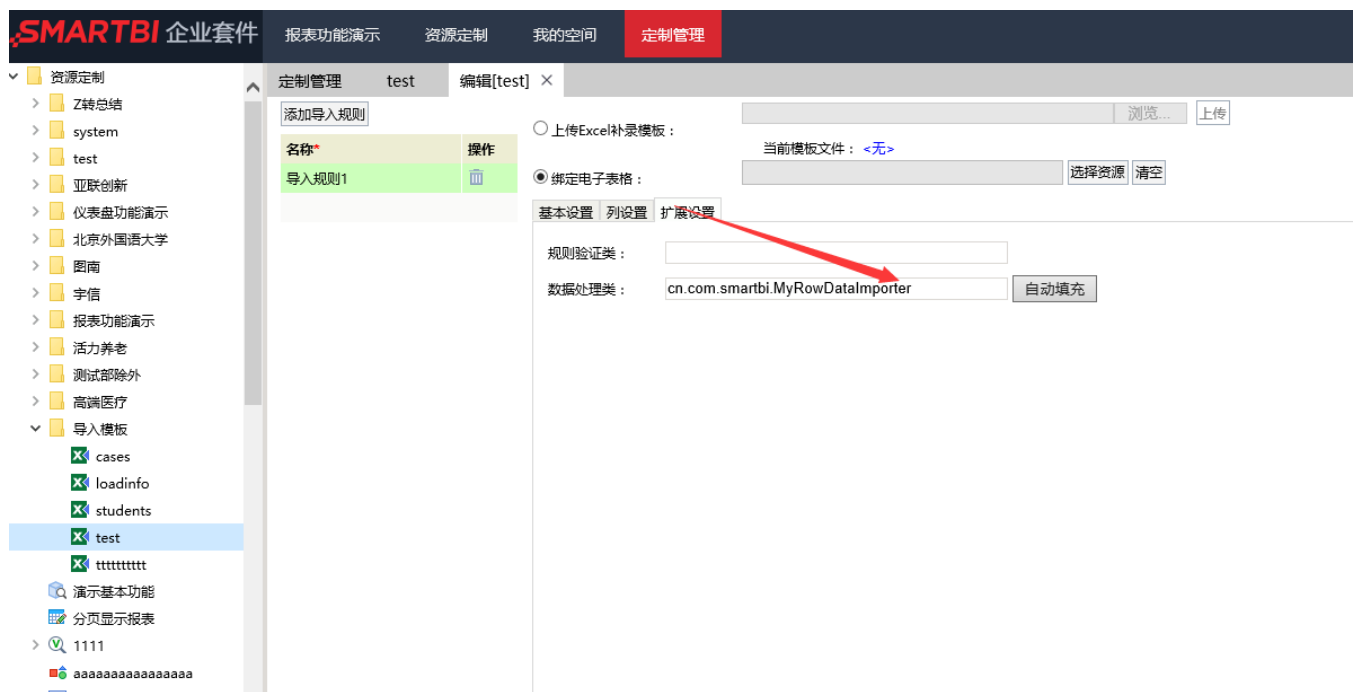 SMARTBI 企业套件 报表功能演示 资源定制 我的空间 定制管理
资源定制
Z转总结
system
test
亚联创新
仪表盘功能演示
北京外国语大学
图南
宇信
报表功能演示
活力养老
测试部除外
高端医疗
导入模板
cases
loadinfo
students
test
tttttttttt
演示基本功能
分页显示报表
1111
aaaaaaaaaaaaaaaa
定制管理 test 编辑[test]
添加导入规则
名称* 操作
导入规则1
上传Excel补录模板： 浏览... 上传
当前模板文件：<无>
绑定电子表格： 选择资源 清空
基本设置 列设置 扩展设置
规则验证类：
数据处理类： cn.com.smartbi.MyRowDataImporter 自动填充